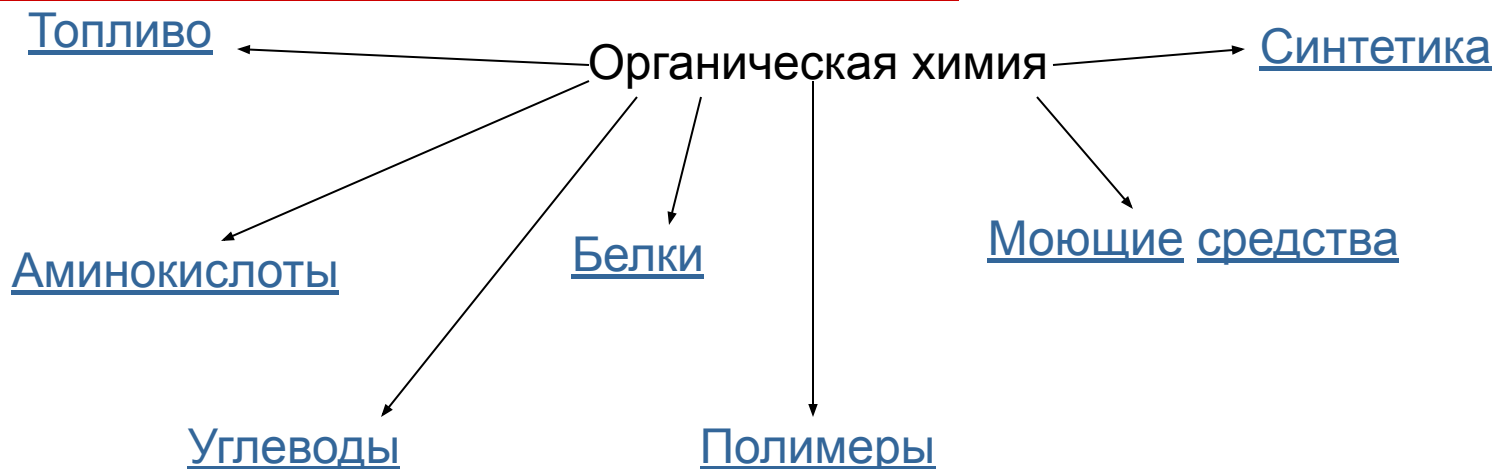 Топливо
Органическая химия
Синтетика
Аминокислоты
Белки
Моющие средства
Углеводы
Полимеры